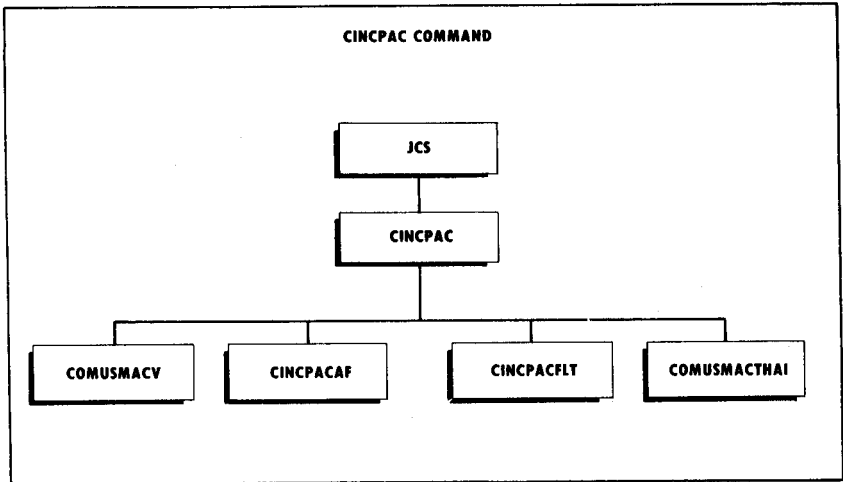 CINCPAC COMMAND
JCS
CINCPAC
COMUSMACV
CINCPACAF
CINCPACFLT
COMUSMACTHAI